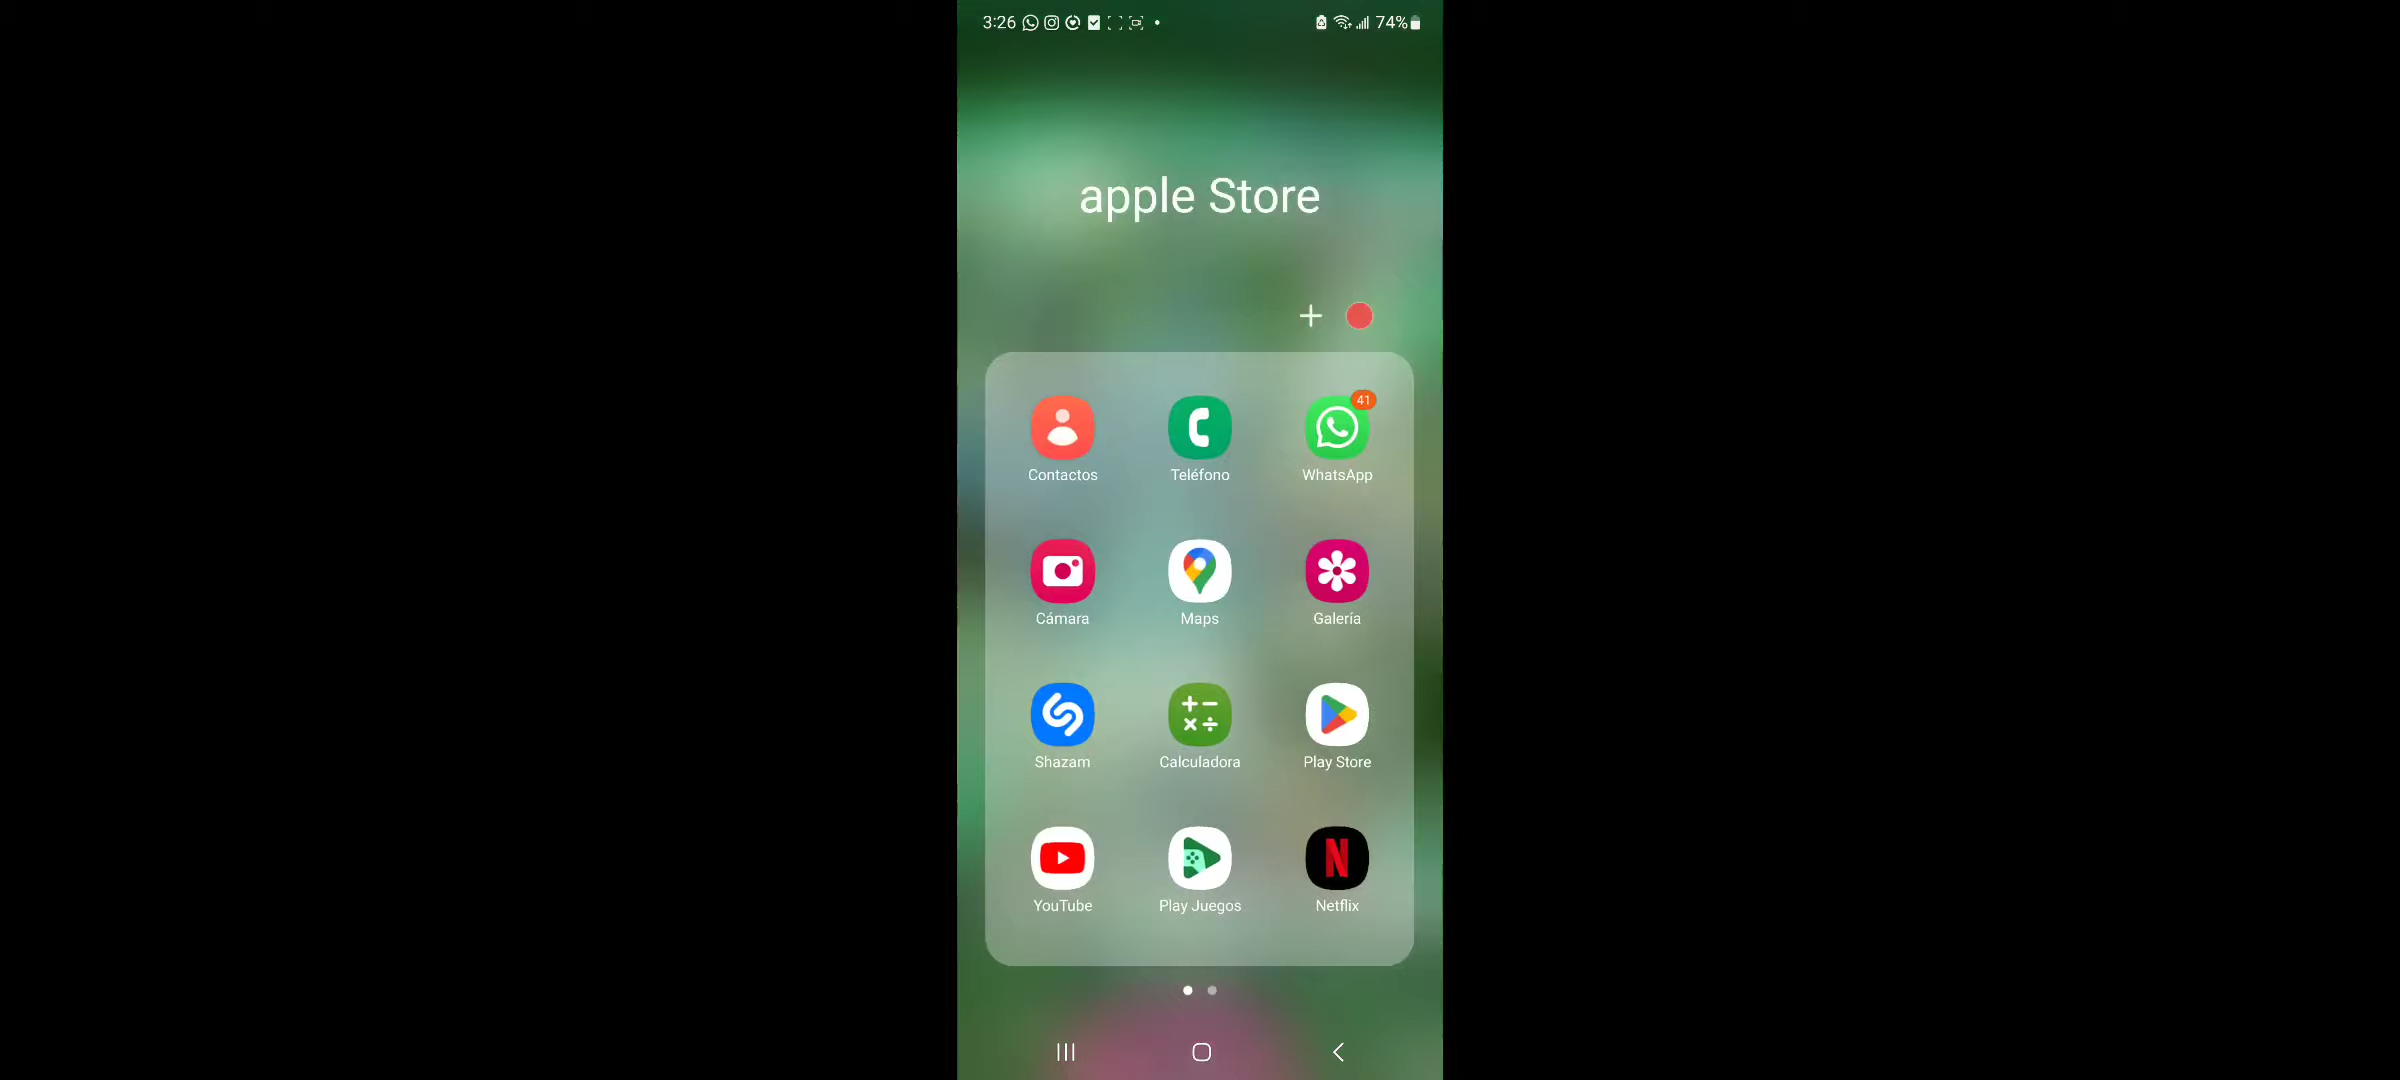 3:26 74%
apple Store
41
Contactos Teléfono WhatsApp
Cámara Maps Galería
Shazam Calculadora Play Store
YouTube Play Juegos Netflix